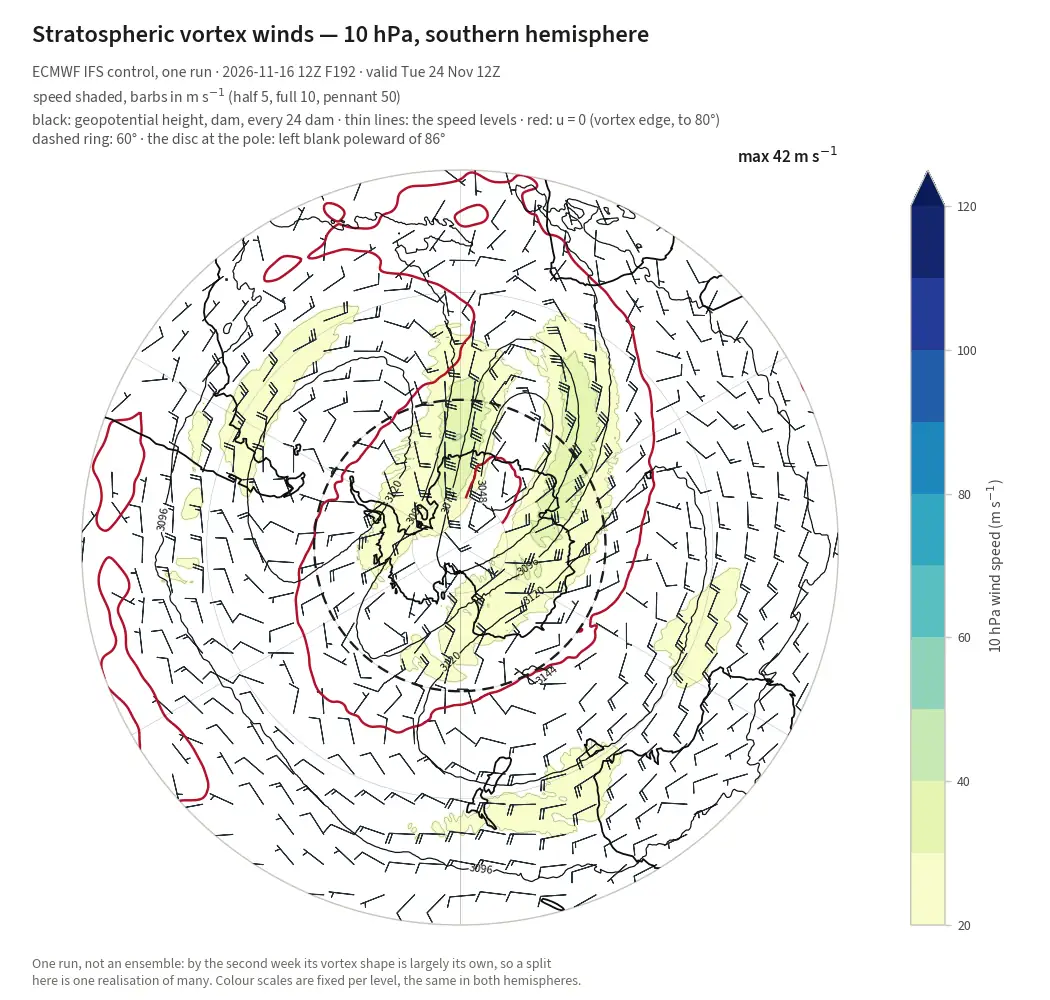 Stratospheric vortex winds — 10 hPa, southern hemisphere
ECMWF IFS control, one run · 2026-11-16 12Z F192 · valid Tue 24 Nov 12Z
speed shaded, barbs in m s⁻¹ (half 5, full 10, pennant 50)
black: geopotential height, dam, every 24 dam · thin lines: the speed levels · red: u = 0 (vortex edge, to 80°)
dashed ring: 60° · the disc at the pole: left blank poleward of 86°
max 42 m s⁻¹
120
100
80
60
40
20
10 hPa wind speed (m s⁻¹)
3096
3120
3048
3096
3120
3120
3144
3096
One run, not an ensemble: by the second week its vortex shape is largely its own, so a split
here is one realisation of many. Colour scales are fixed per level, the same in both hemispheres.